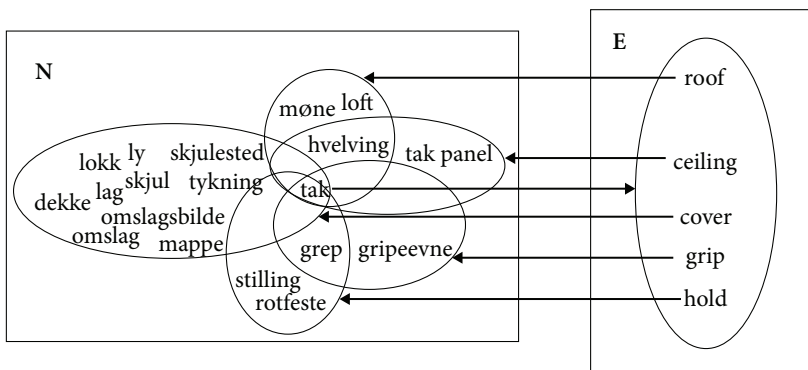 N
møne loft
hvelving
tak panel
tak
lokk ly skjulested
dekke lag skjul tykning
omslagsbilde
omslag mappe
grep gripeevne
stilling
rotfeste
E
roof
ceiling
cover
grip
hold